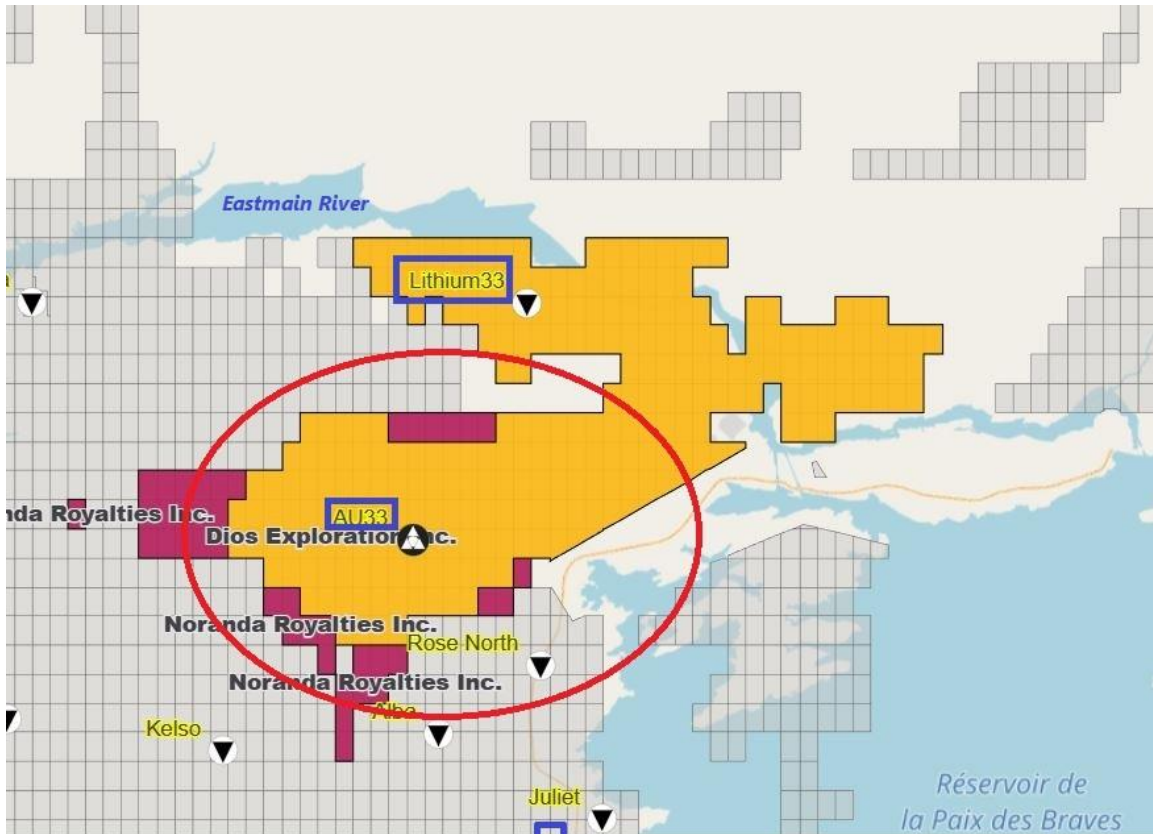 Eastmain River
Lithium33
AU33
nda Royalties Inc.
Dios Exploration Inc.
Noranda Royalties Inc.
Rose North
Noranda Royalties Inc.
Alba
Kelso
Juliet
Réservoir de
la Paix des Braves